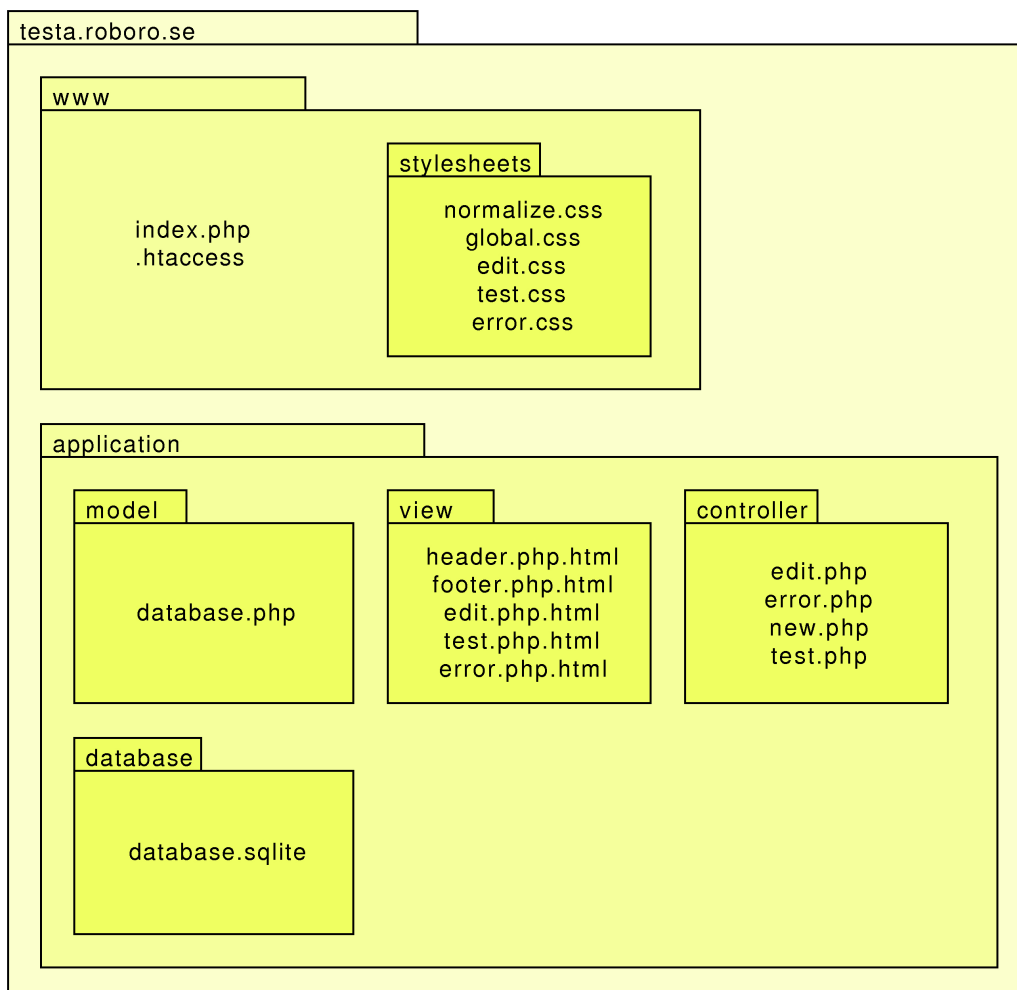 testa.roboro.se
www
index.php
.htaccess
stylesheets
normalize.css
global.css
edit.css
test.css
error.css
application
model
database.php
view
header.php.html
footer.php.html
edit.php.html
test.php.html
error.php.html
controller
edit.php
error.php
new.php
test.php
database
database.sqlite